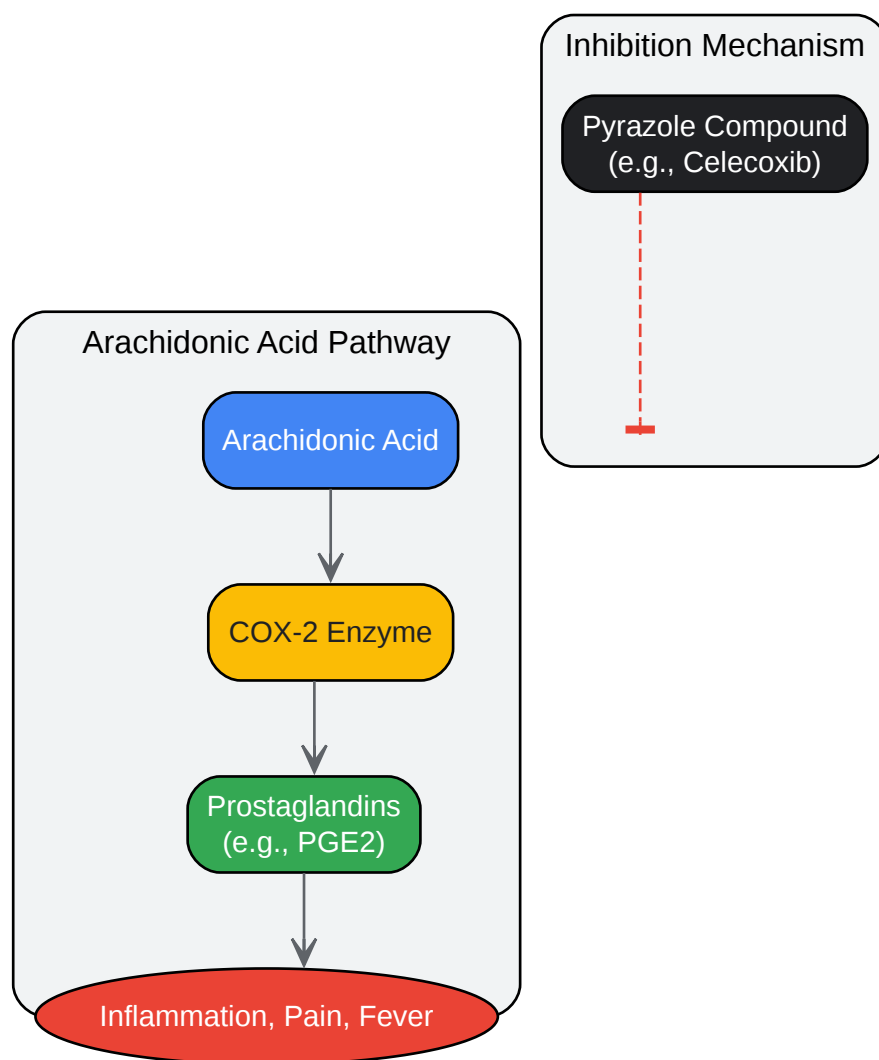 Inhibition Mechanism
Pyrazole Compound
(e.g., Celecoxib)
Arachidonic Acid Pathway
Arachidonic Acid
COX-2 Enzyme
Prostaglandins
(e.g., PGE2)
Inflammation, Pain, Fever